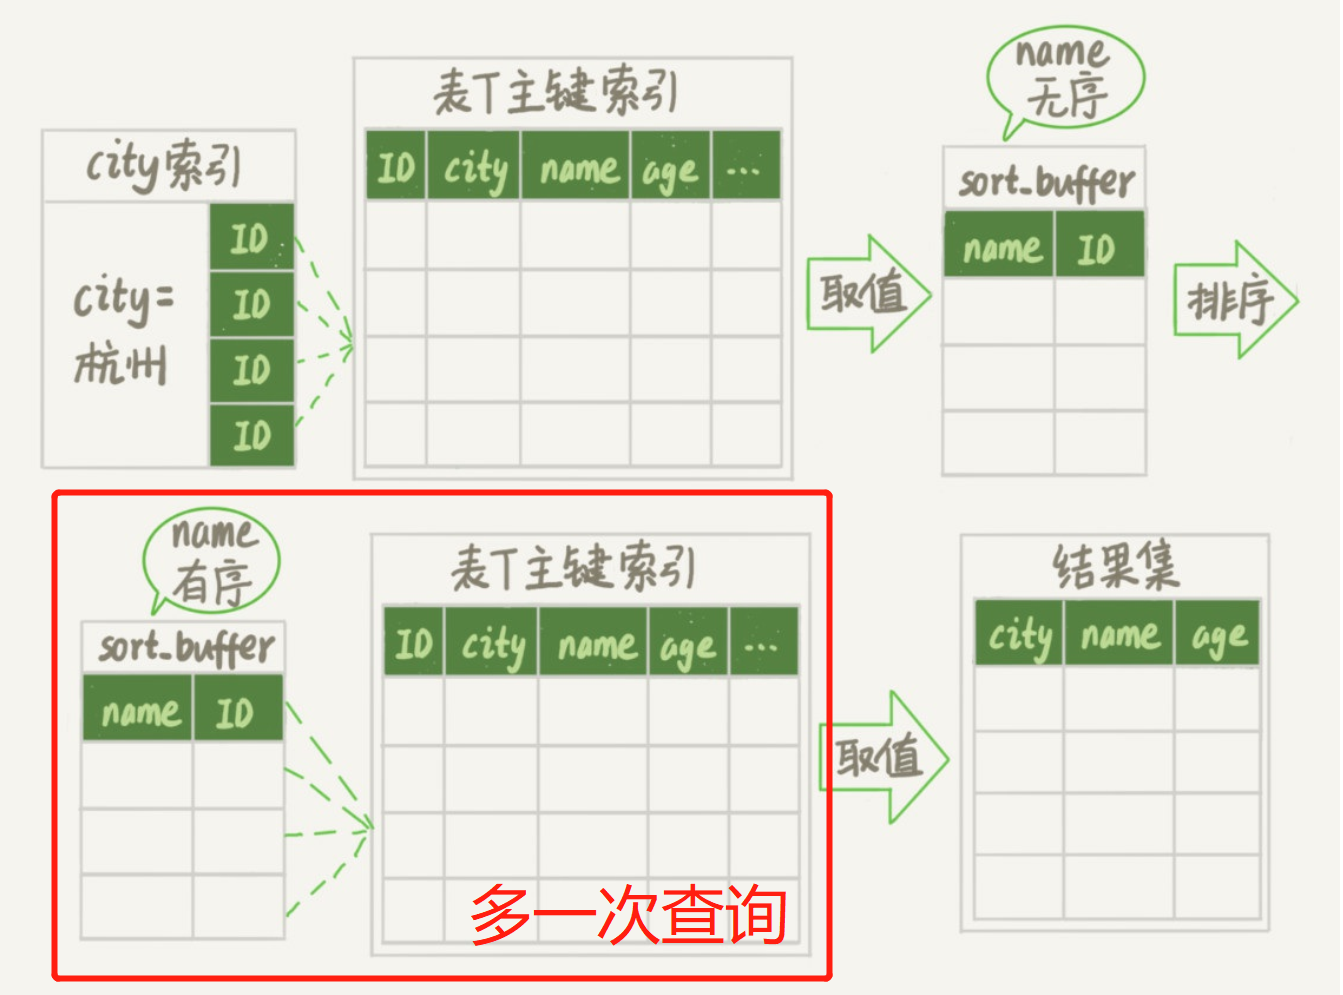 city索引
city=
杭州
ID
ID
ID
ID
表T主键索引
ID city name age ...
取值
name
无序
sort_buffer
name ID
排序
name
有序
sort_buffer
name ID
表T主键索引
ID city name age ...
多一次查询
取值
结果集
city name age